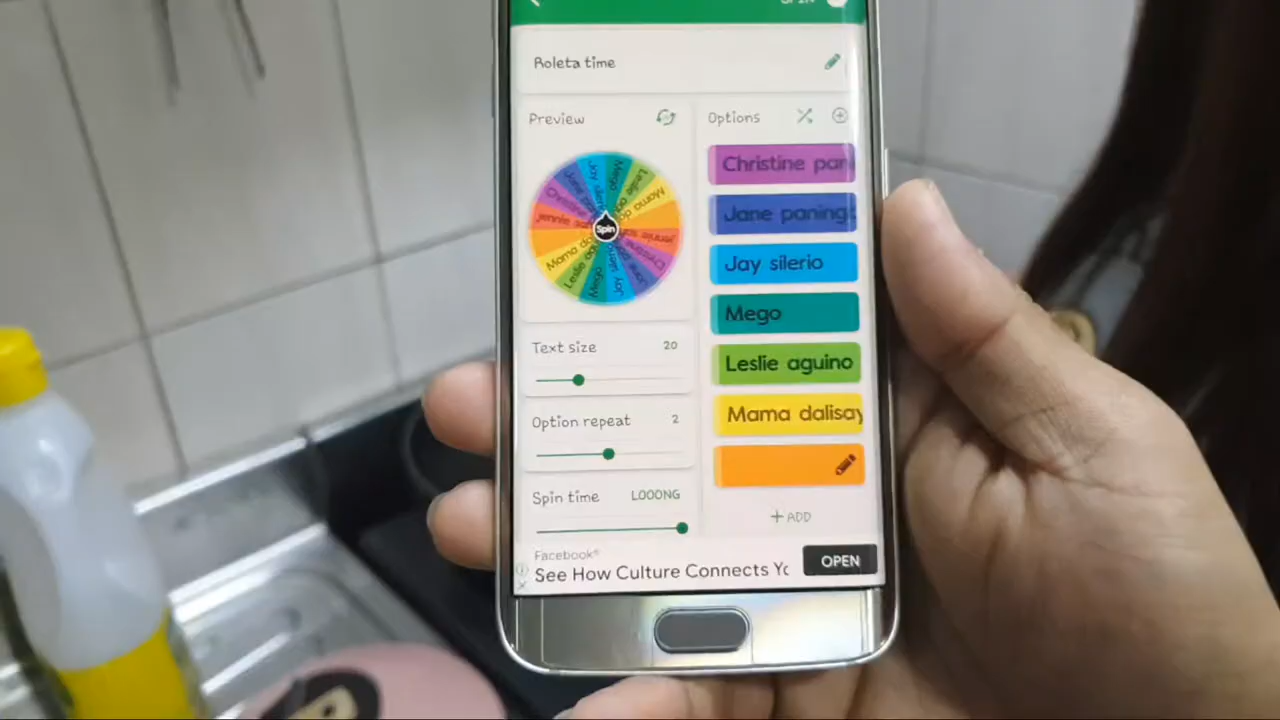 Roleta time
Preview
Options
Christine pan
Jane paning
Jay silerio
Mego
Leslie aguino
Mama dalisay
Spin
Text size 20
Option repeat 2
Spin time LOOONG
+ ADD
Facebook
See How Culture Connects Yo
OPEN